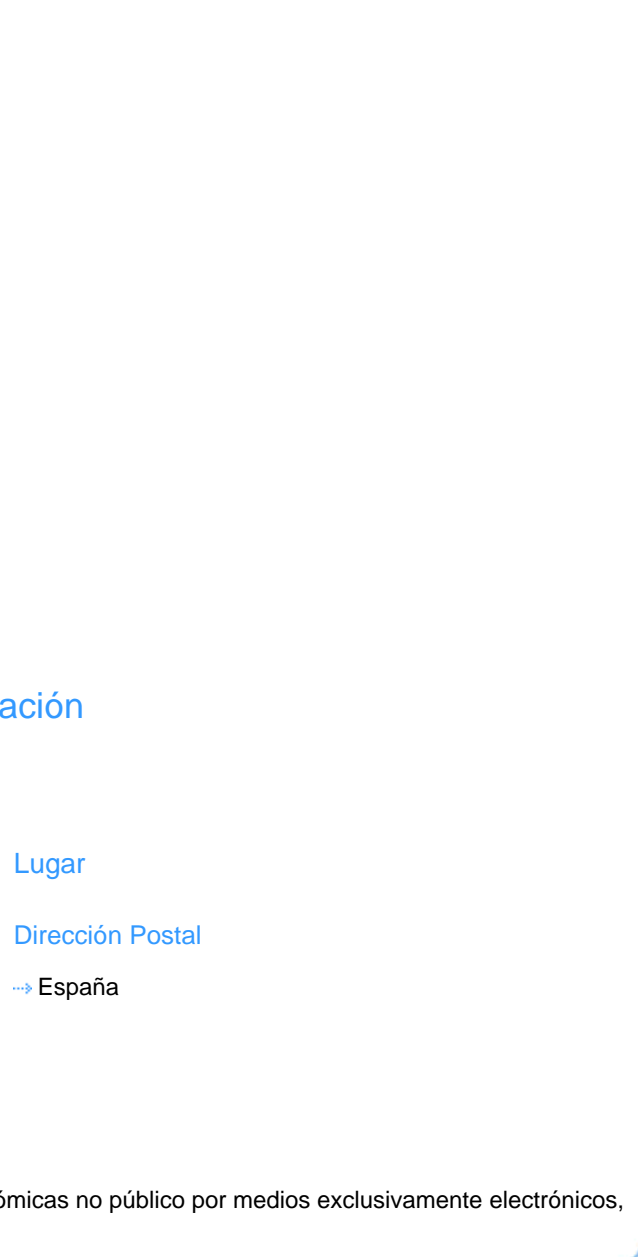 ación
Lugar
Dirección Postal
España
ómicas no público por medios exclusivamente electrónicos,